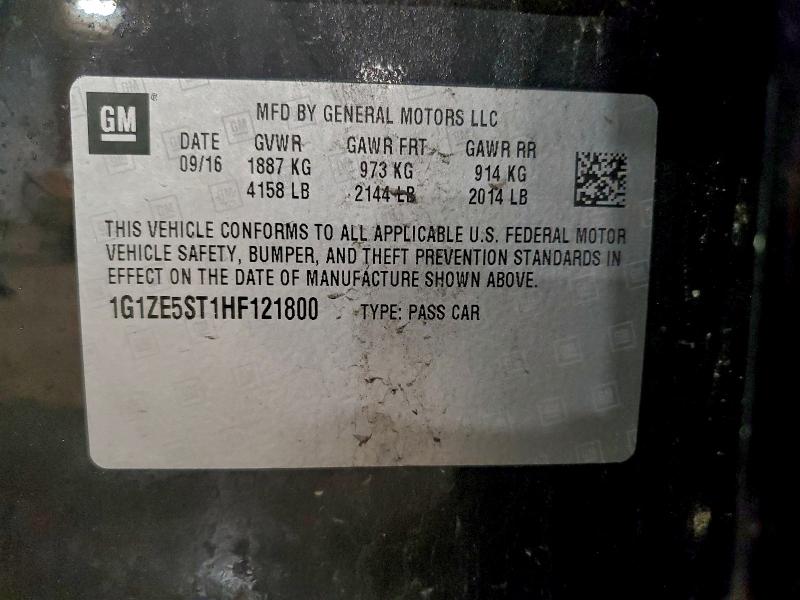 GM
MFD BY GENERAL MOTORS LLC
DATE GVWR GAWR FRT GAWR RR
09/16 1887 KG 973 KG 914 KG
4158 LB 2144 LB 2014 LB
THIS VEHICLE CONFORMS TO ALL APPLICABLE U.S. FEDERAL MOTOR
VEHICLE SAFETY, BUMPER, AND THEFT PREVENTION STANDARDS IN
EFFECT ON THE DATE OF MANUFACTURE SHOWN ABOVE.
1G1ZE5ST1HF121800 TYPE: PASS CAR